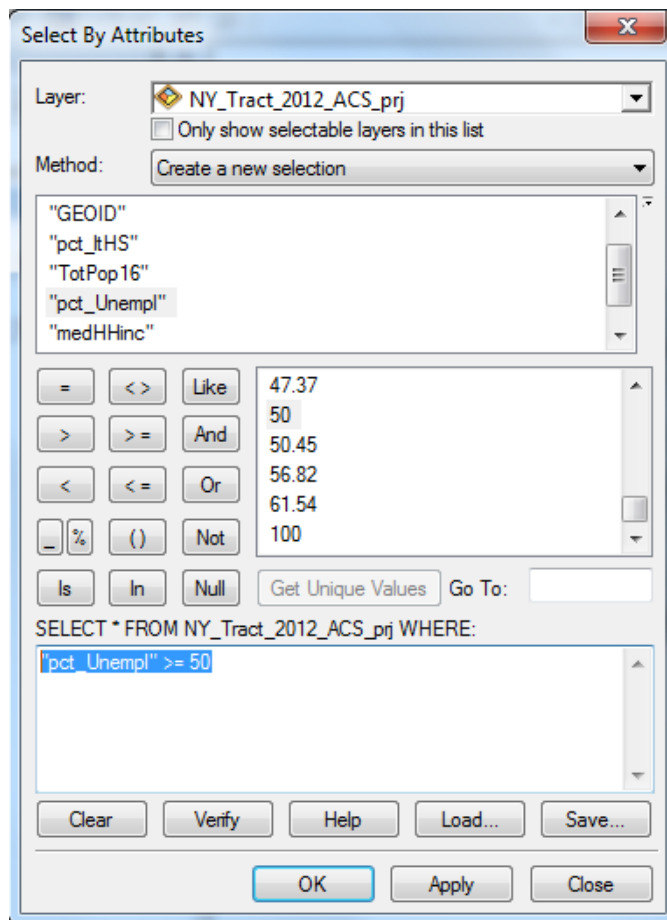 Select By Attributes
x
Layer: NY_Tract_2012_ACS_prj
Only show selectable layers in this list
Method: Create a new selection
"GEOID"
"pct_ltHS"
"TotPop16"
"pct_Unempl"
"medHHinc"
= < > Like
> > = And
< < = Or
_ % () Not
Is In Null
47.37
50
50.45
56.82
61.54
100
Get Unique Values Go To:
SELECT * FROM NY_Tract_2012_ACS_prj WHERE:
"pct_Unempl" >= 50
Clear Verify Help Load... Save...
OK Apply Close